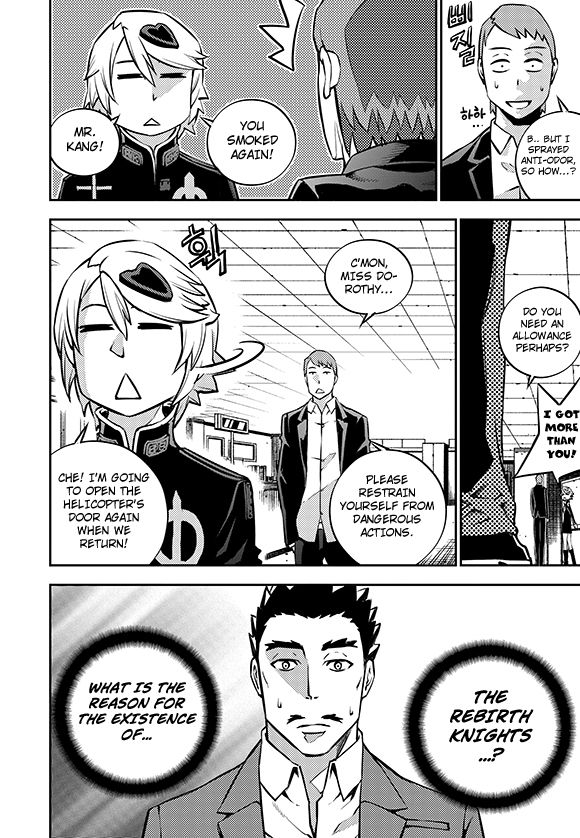 MR.
KANG!
YOU
SMOKED
AGAIN!
삐질
하하...
B.. BUT I
SPRAYED
ANTI-ODOR,
SO HOW...?
휙
CHE! I'M GOING
TO OPEN THE
HELICOPTER'S
DOOR AGAIN
WHEN WE
RETURN!
C'MON,
MISS DO-
ROTHY...
PLEASE
RESTRAIN
YOURSELF FROM
DANGEROUS
ACTIONS.
DO YOU
NEED AN
ALLOWANCE
PERHAPS?
I GOT
MORE
THAN
YOU!
WHAT IS THE
REASON FOR
THE EXISTENCE
OF...
THE
REBIRTH
KNIGHTS
....?